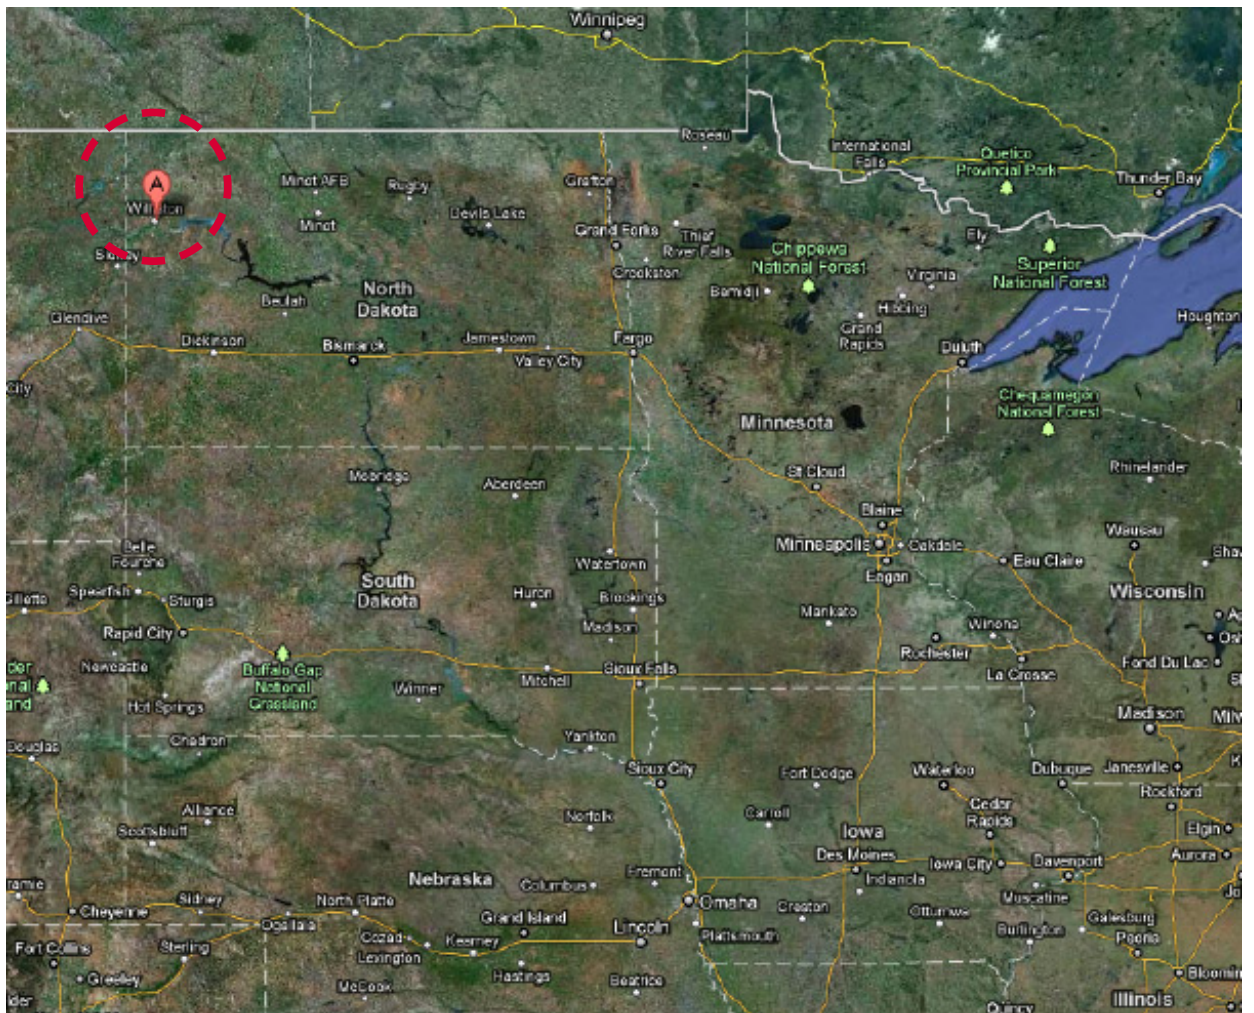 Winnipeg
Roseau
International
Falls
Quetico
Provincial Park
Thunder Bay
A
Williston
Minot AFB
Rugby
Grafton
Minot
Devils Lake
Grand Forks
Thief
River Falls
Crookston
Chippewa
National Forest
Ely
Superior
National Forest
Sidney
Beulah
North
Dakota
Bemidji
Virginia
Hibbing
Grand
Rapids
Houghton
Glendive
Dickinson
Bismarck
Jamestown
Valley City
Fargo
Duluth
City
Chequamegon
National Forest
Minnesota
Mobridge
Aberdeen
St Cloud
Rhinelander
Blaine
Minneapolis
Oakdale
Eagan
Wausau
Eau Claire
Shaw
Belle
Fourche
Watertown
South
Dakota
Gillette
Spearfish
Sturgis
Huron
Brookings
Madison
Mankato
Wisconsin
Winona
Rochester
Rapid City
Newcastle
Buffalo Gap
National
Grassland
Hot Springs
Winner
Mitchell
Sioux Falls
La Crosse
Fond Du Lac
Madison
Milw
Douglas
Chadron
Yankton
Sioux City
Fort Dodge
Waterloo
Dubuque
Janesville
Rockford
Alliance
Scottsbluff
Norfolk
Carroll
Cedar
Rapids
Elgin
Iowa
Des Moines
Iowa City
Davenport
Aurora
Indianola
Nebraska
Columbus
Fremont
Muscatine
Cheyenne
Sidney
Ogallala
North Platte
Grand Island
Omaha
Creston
Ottumwa
Galesburg
Burlington
Peoria
Plattsmouth
Lincoln
Fort Collins
Sterling
Cozad
Lexington
Kearney
Hastings
Greeley
McCook
Beatrice
Bloomin
Quincy
Illinois